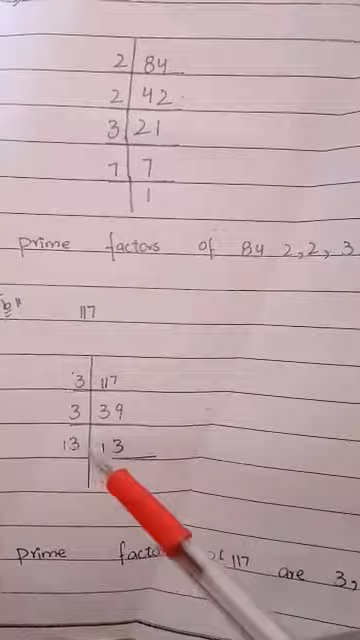 2 84
2 42
3 21
7 7
1
prime factors of 84 2, 2, 3
"b" 117
3 117
3 39
13 13
prime of 117 are 3,